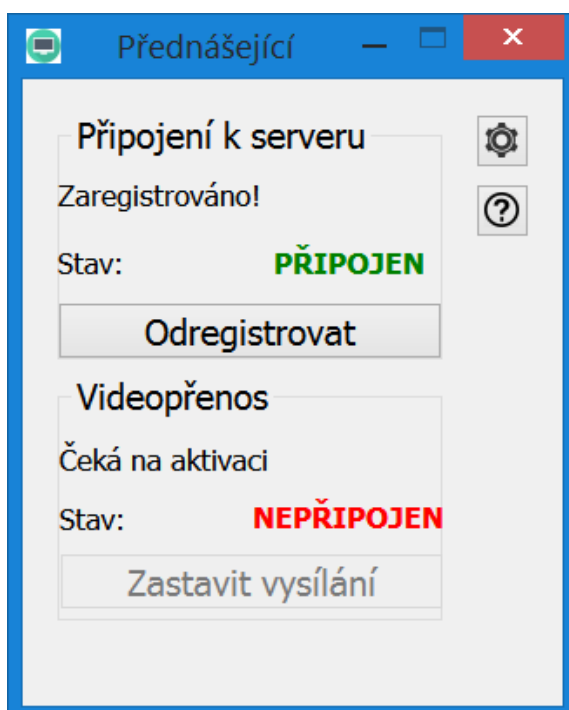 Přednášející
Připojení k serveru
Zaregistrováno!
Stav: PŘIPOJEN
Odregistrovat
Videopřenos
Čeká na aktivaci
Stav: NEPŘIPOJEN
Zastavit vysílání